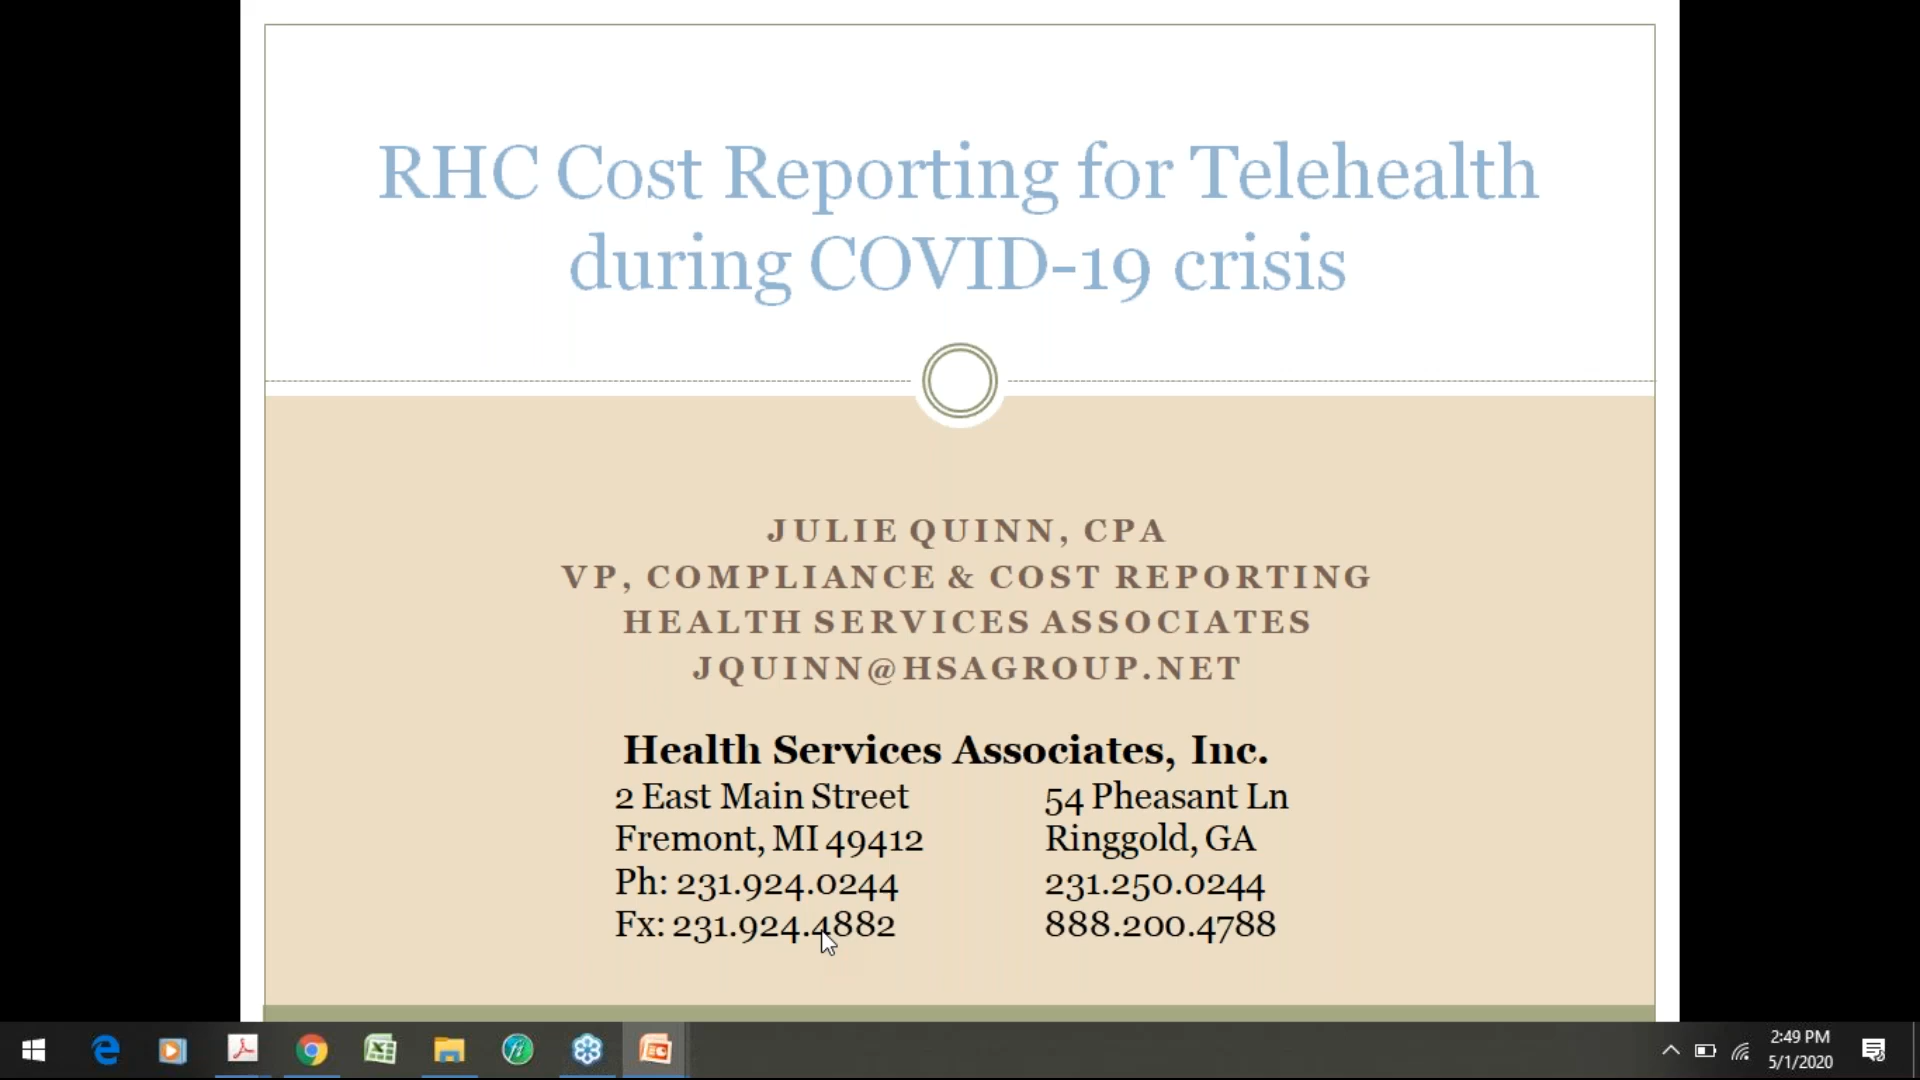 RHC Cost Reporting for Telehealth
during COVID-19 crisis
JULIE QUINN, CPA
VP, COMPLIANCE & COST REPORTING
HEALTH SERVICES ASSOCIATES
JQUINN@HSAGROUP.NET
Health Services Associates, Inc.
2 East Main Street
Fremont, MI 49412
Ph: 231.924.0244
Fx: 231.924.4882
54 Pheasant Ln
Ringgold, GA
231.250.0244
888.200.4788
2:49 PM
5/1/2020